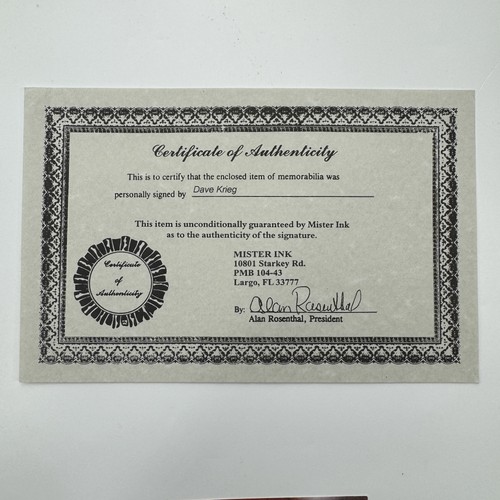 Certificate of Authenticity
This is to certify that the enclosed item of memorabilia was
personally signed by Dave Krieg
This item is unconditionally guaranteed by Mister Ink
as to the authenticity of the signature.
MISTER INK
10801 Starkey Rd.
PMB 104-43
Largo, FL 33777
By: Alan Rosenthal
Alan Rosenthal, President
Certificate
of
Authenticity